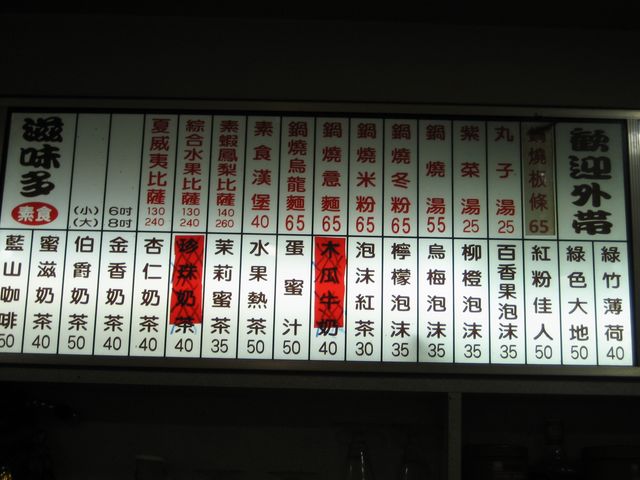 滋味多
素食
(小) (大)
6吋 8吋
夏威夷比薩 130 240
綜合水果比薩 130 240
素蝦鳳梨比薩 140 260
素食漢堡 40
鍋燒烏龍麵 65
鍋燒意麵 65
鍋燒米粉 65
鍋燒冬粉 65
鍋燒湯 55
紫菜湯 25
丸子湯 25
鍋燒板條 65
歡迎外帶
藍山咖啡 50
蜜滋奶茶 40
伯爵奶茶 50
金香奶茶 40
杏仁奶茶 40
珍珠奶茶 40
茉莉蜜茶 35
水果熱茶 50
蛋蜜汁 50
木瓜牛奶 40
泡沫紅茶 30
檸檬泡沫 35
烏梅泡沫 35
柳橙泡沫 35
百香果泡沫 35
紅粉佳人 50
綠色大地 50
綠竹薄荷 40